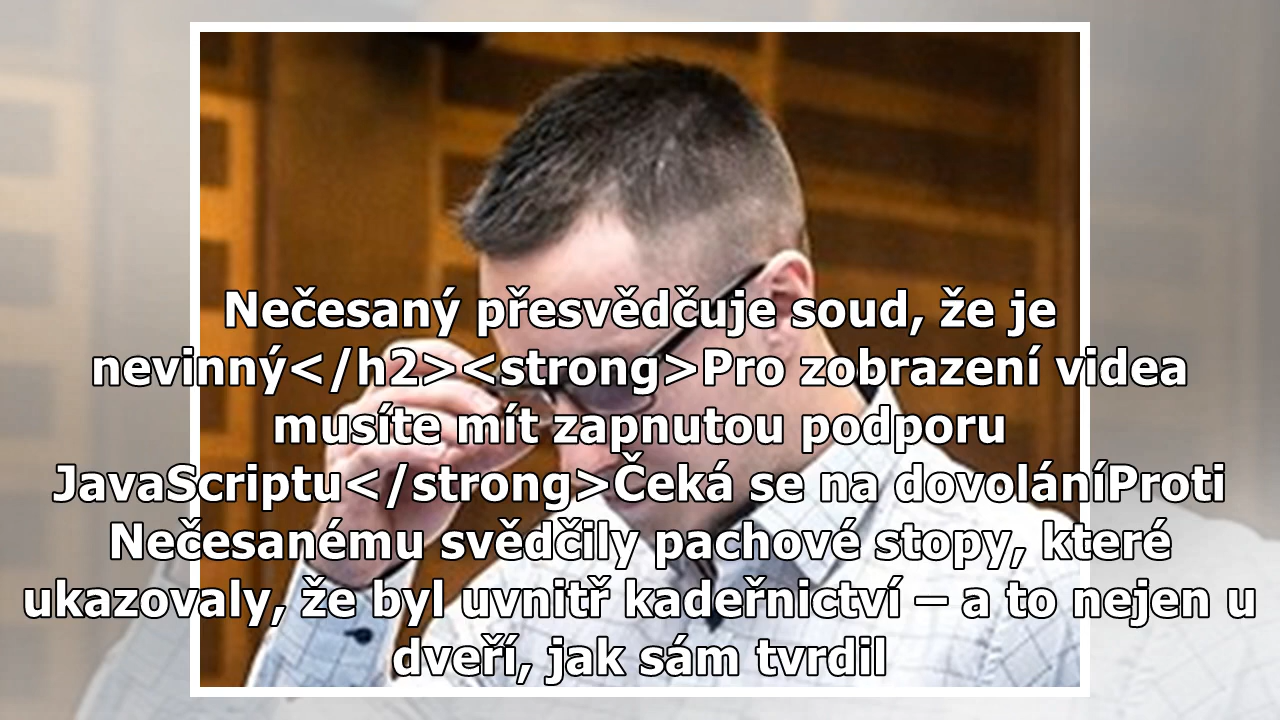 Nečesaný přesvědčuje soud, že je
nevinný</h2><strong>Pro zobrazení videa
musíte mít zapnutou podporu
JavaScriptu</strong>Čeká se na dovoláníProti
Nečesanému svědčily pachové stopy, které
ukazovaly, že byl uvnitř kadeřnictví – a to nejen u
dveří, jak sám tvrdil